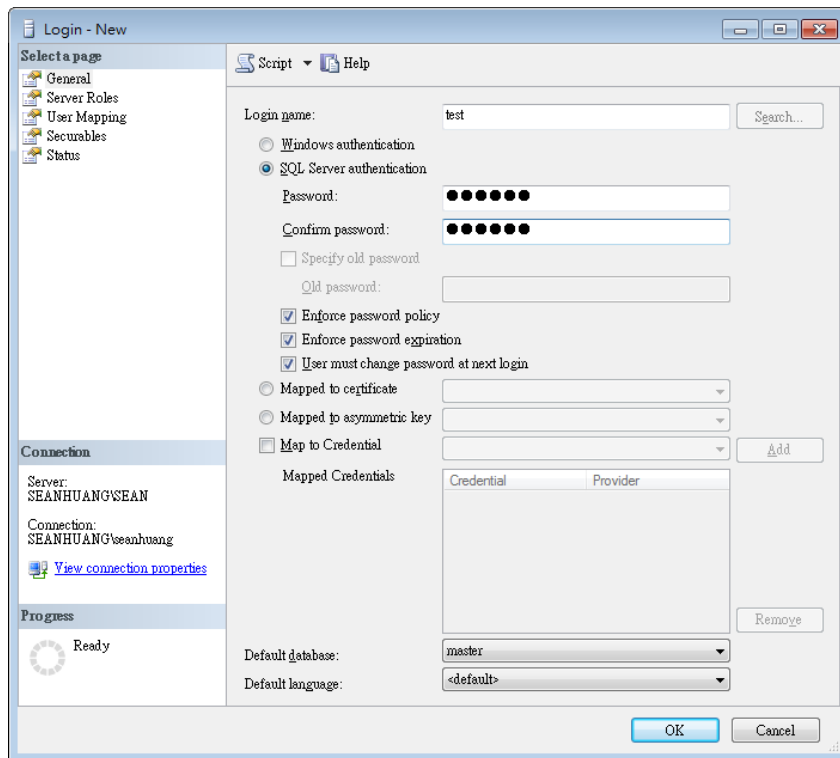 Login - New
Select a page
General
Server Roles
User Mapping
Securables
Status
Script
Help
Login name:
test
Search...
Windows authentication
SQL Server authentication
Password:
●●●●●●
Confirm password:
●●●●●●
Specify old password
Old password:
Enforce password policy
Enforce password expiration
User must change password at next login
Mapped to certificate
Mapped to asymmetric key
Map to Credential
Add
Mapped Credentials
Credential Provider
Remove
Default database:
master
Default language:
<default>
Connection
Server:
SEANHUANG\SEAN
Connection:
SEANHUANG\seanhuang
View connection properties
Progress
Ready
OK Cancel